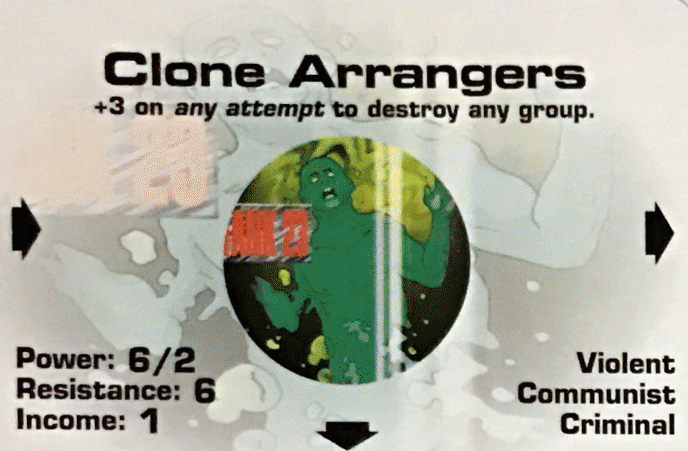 Clone Arrangers
+3 on any attempt to destroy any group.
Power: 6/2
Resistance: 6
Income: 1
Violent
Communist
Criminal